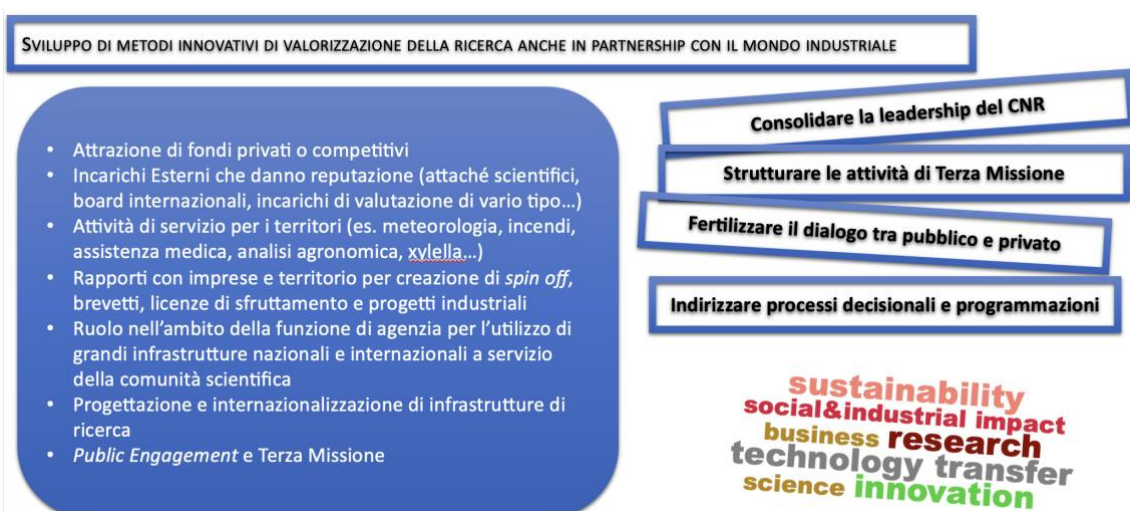 SVILUPPO DI METODI INNOVATIVI DI VALORIZZAZIONE DELLA RICERCA ANCHE IN PARTNERSHIP CON IL MONDO INDUSTRIALE
• Attrazione di fondi privati o competitivi
• Incarichi Esterni che danno reputazione (attaché scientifici,
board internazionali, incarichi di valutazione di vario tipo…)
• Attività di servizio per i territori (es. meteorologia, incendi,
assistenza medica, analisi agronomica, xylella…)
• Rapporti con imprese e territorio per creazione di spin off,
brevetti, licenze di sfruttamento e progetti industriali
• Ruolo nell’ambito della funzione di agenzia per l’utilizzo di
grandi infrastrutture nazionali e internazionali a servizio
della comunità scientifica
• Progettazione e internazionalizzazione di infrastrutture di
ricerca
• Public Engagement e Terza Missione
Consolidare la leadership del CNR
Strutturare le attività di Terza Missione
Fertilizzare il dialogo tra pubblico e privato
Indirizzare processi decisionali e programmazioni
sustainability
social&industrial impact
business research
technology transfer
science innovation